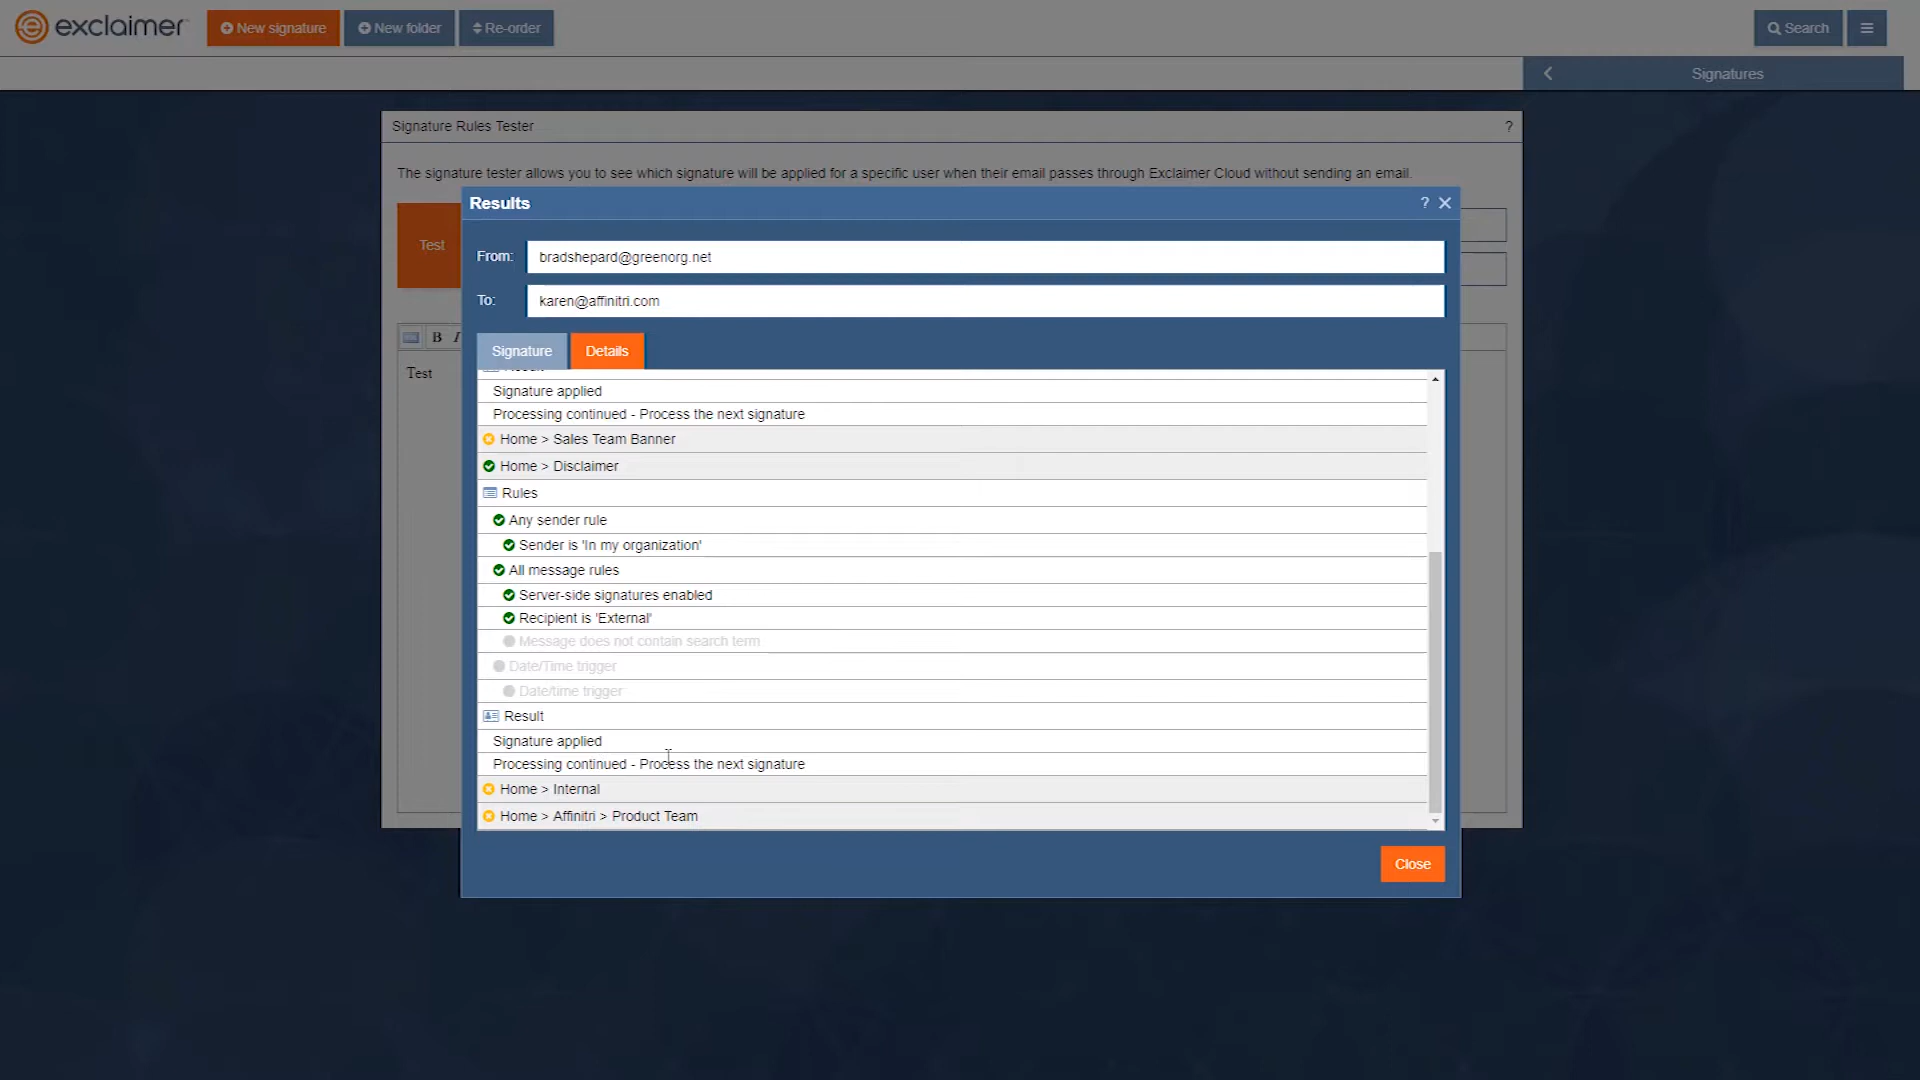 exclaimer
New signature
New folder
Re-order
Search
Signatures
Signature Rules Tester
?
The signature tester allows you to see which signature will be applied for a specific user when their email passes through Exclaimer Cloud without sending an email.
Test
B I
Test
Results
?
From:
bradshepard@greenorg.net
To:
karen@affinitri.com
Signature
Details
Signature applied
Processing continued - Process the next signature
Home > Sales Team Banner
Home > Disclaimer
Rules
Any sender rule
Sender is 'In my organization'
All message rules
Server-side signatures enabled
Recipient is 'External'
Message does not contain search term
Date/Time trigger
Date/time trigger
Result
Signature applied
Processing continued - Process the next signature
Home > Internal
Home > Affinitri > Product Team
Close